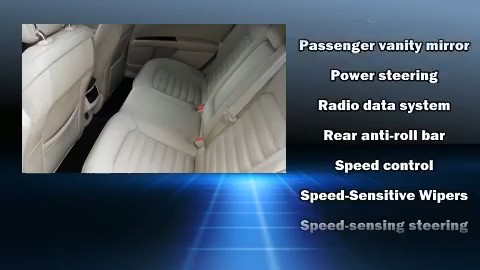 Passenger vanity mirror
Power steering
Radio data system
Rear anti-roll bar
Speed control
Speed-Sensitive Wipers
Speed-sensing steering